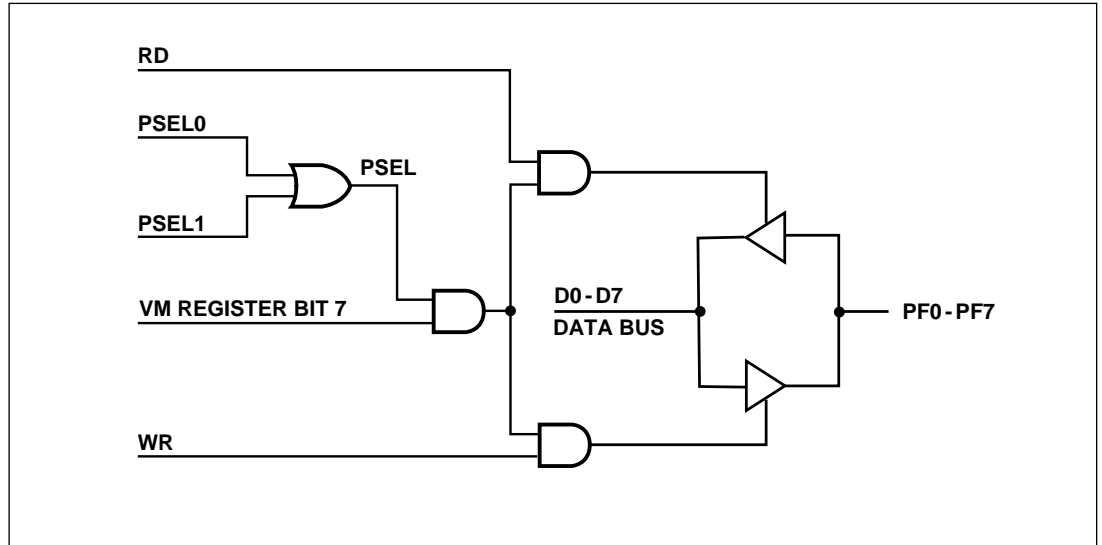 RD
PSEL0
PSEL
PSEL1
VM REGISTER BIT 7
D0-D7
DATA BUS
PF0-PF7
WR